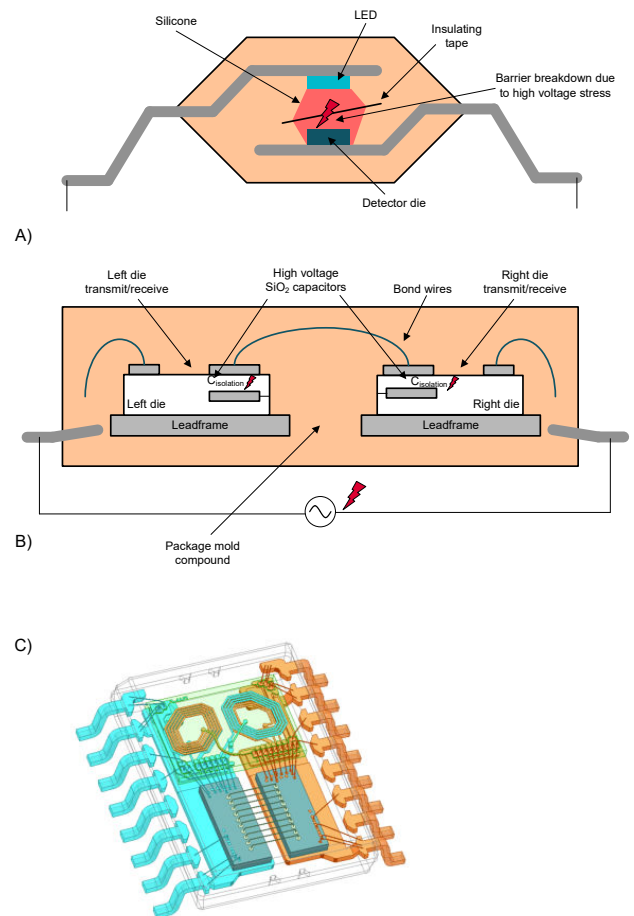 LED
Silicone
Insulating
tape
Barrier breakdown due
to high voltage stress
Detector die
A)
Left die
transmit/receive
High voltage
SiO₂ capacitors
Bond wires
Right die
transmit/receive
Cisolation
Cisolation
Left die
Right die
Leadframe
Leadframe
B)
Package mold
compound
C)